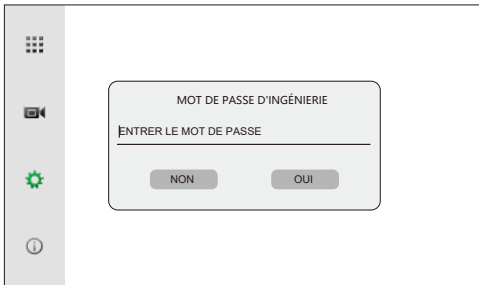 MOT DE PASSE D'INGÉNIERIE
ENTRER LE MOT DE PASSE
NON OUI